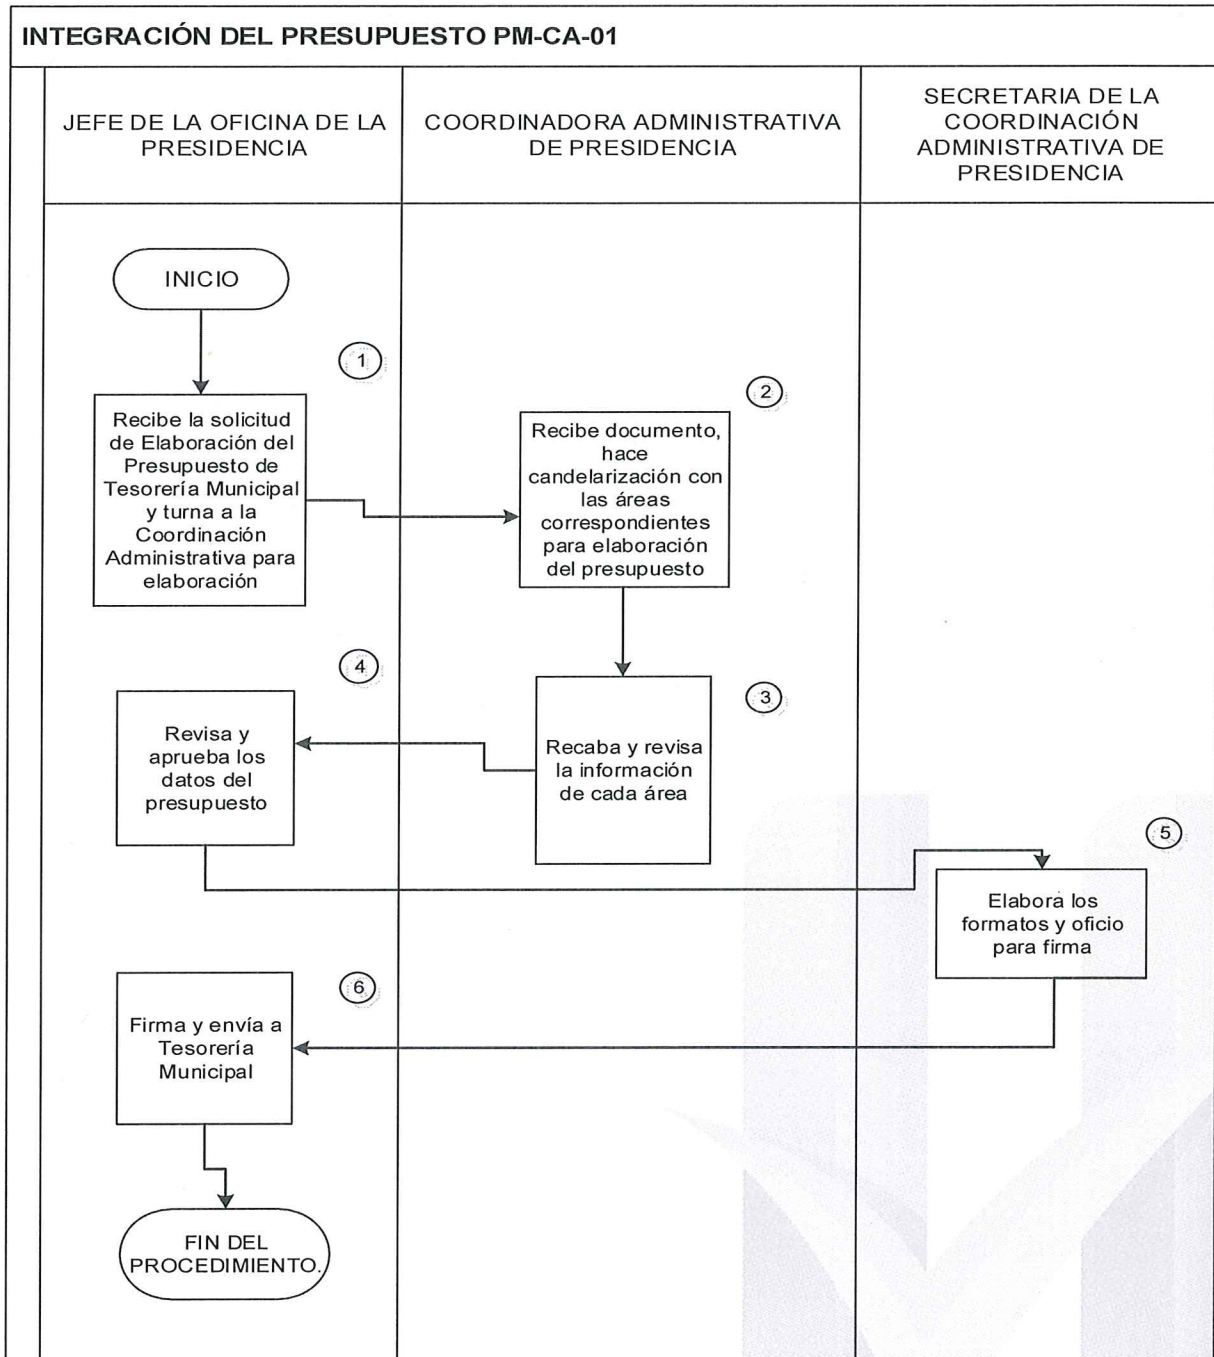 INTEGRACIÓN DEL PRESUPUESTO PM-CA-01
JEFE DE LA OFICINA DE LA
PRESIDENCIA
COORDINADORA ADMINISTRATIVA
DE PRESIDENCIA
SECRETARIA DE LA
COORDINACIÓN
ADMINISTRATIVA DE
PRESIDENCIA
INICIO
1
Recibe la solicitud
de Elaboración del
Presupuesto de
Tesorería Municipal
y turna a la
Coordinación
Administrativa para
elaboración
2
Recibe documento,
hace
candelarización con
las áreas
correspondientes
para elaboración
del presupuesto
3
Recaba y revisa
la información
de cada área
4
Revisa y
aprueba los
datos del
presupuesto
5
Elabora los
formatos y oficio
para firma
6
Firma y envía a
Tesorería
Municipal
FIN DEL
PROCEDIMIENTO.